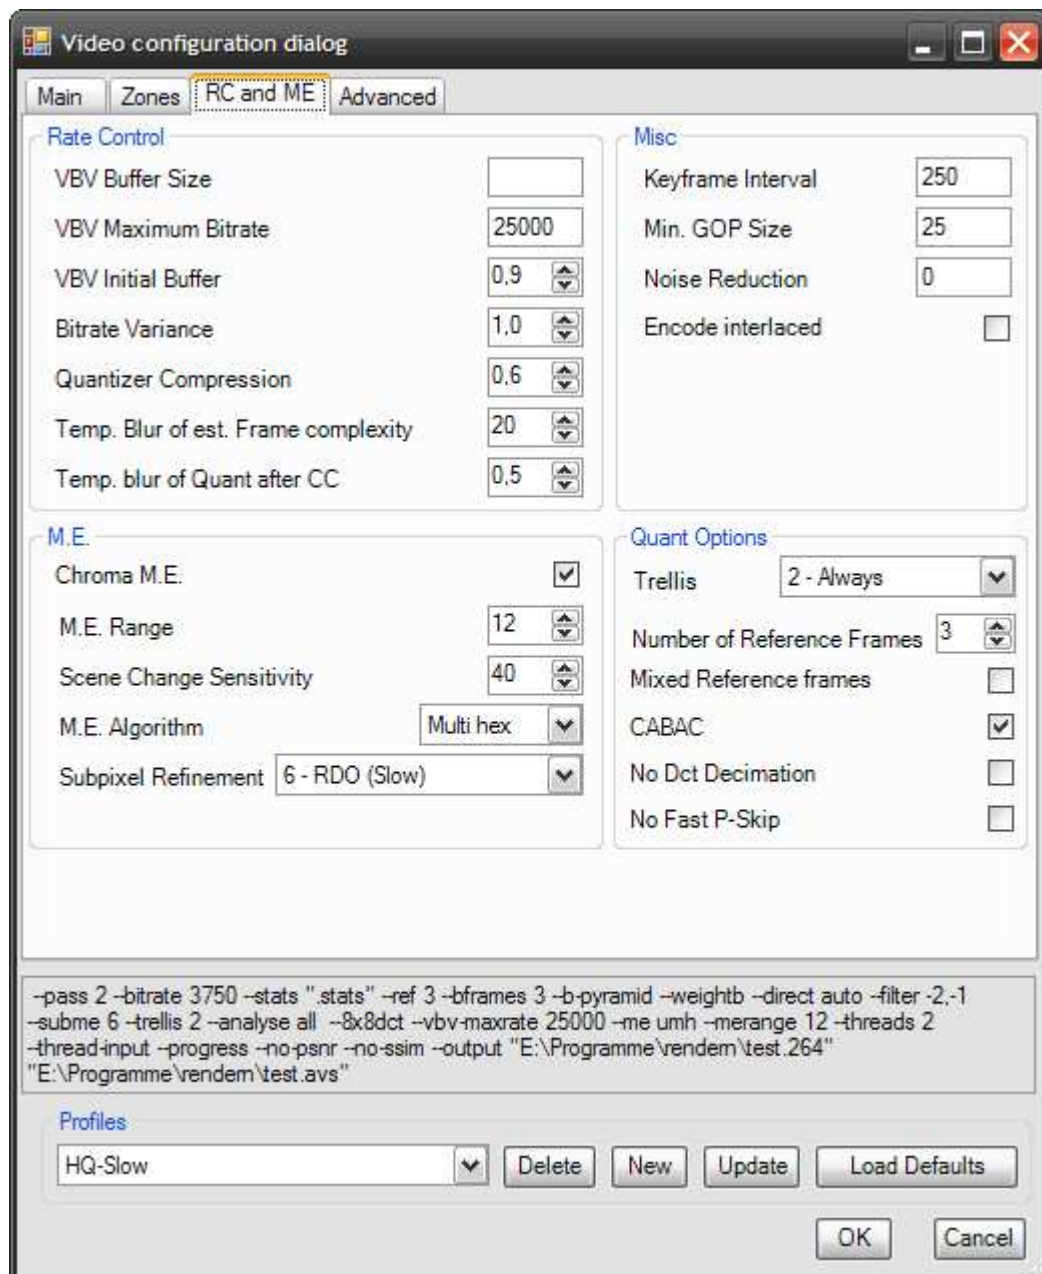 Video configuration dialog
Main Zones RC and ME Advanced
Rate Control
VBV Buffer Size
VBV Maximum Bitrate 25000
VBV Initial Buffer 0,9
Bitrate Variance 1,0
Quantizer Compression 0,6
Temp. Blur of est. Frame complexity 20
Temp. blur of Quant after CC 0,5
Misc
Keyframe Interval 250
Min. GOP Size 25
Noise Reduction 0
Encode interlaced
M.E.
Chroma M.E.
M.E. Range 12
Scene Change Sensitivity 40
M.E. Algorithm Multi hex
Subpixel Refinement 6 - RDO (Slow)
Quant Options
Trellis 2 - Always
Number of Reference Frames 3
Mixed Reference frames
CABAC
No Dct Decimation
No Fast P-Skip
--pass 2 --bitrate 3750 --stats ".stats" --ref 3 --bframes 3 --b-pyramid --weightb --direct auto --filter -2,-1
--subme 6 --trellis 2 --analyse all --8x8dct --vbv-maxrate 25000 --me umh --merange 12 --threads 2
--thread-input --progress --no-psnr --no-ssim --output "E:\Programme\rendern\test.264"
"E:\Programme\rendern\test.avs"
Profiles
HQ-Slow Delete New Update Load Defaults
OK Cancel